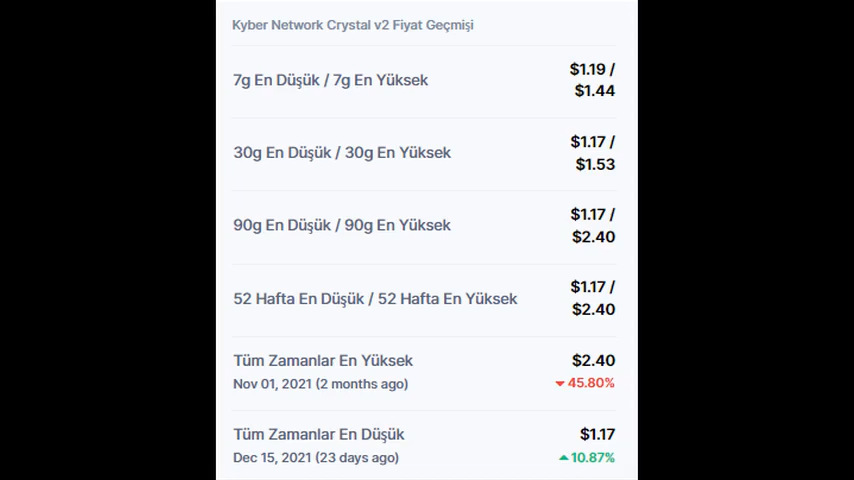 Kyber Network Crystal v2 Fiyat Geçmişi
7g En Düşük / 7g En Yüksek
$1.19 /
$1.44
30g En Düşük / 30g En Yüksek
$1.17 /
$1.53
90g En Düşük / 90g En Yüksek
$1.17 /
$2.40
52 Hafta En Düşük / 52 Hafta En Yüksek
$1.17 /
$2.40
Tüm Zamanlar En Yüksek
$2.40
Nov 01, 2021 (2 months ago)
45.80%
Tüm Zamanlar En Düşük
$1.17
Dec 15, 2021 (23 days ago)
10.87%